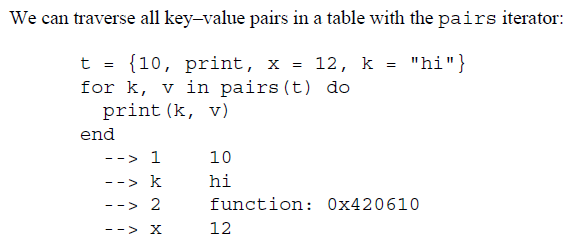 We can traverse all key–value pairs in a table with the pairs iterator:
t = {10, print, x = 12, k = "hi"}
for k, v in pairs(t) do
  print(k, v)
end
  --> 1    10
  --> k    hi
  --> 2    function: 0x420610
  --> x    12